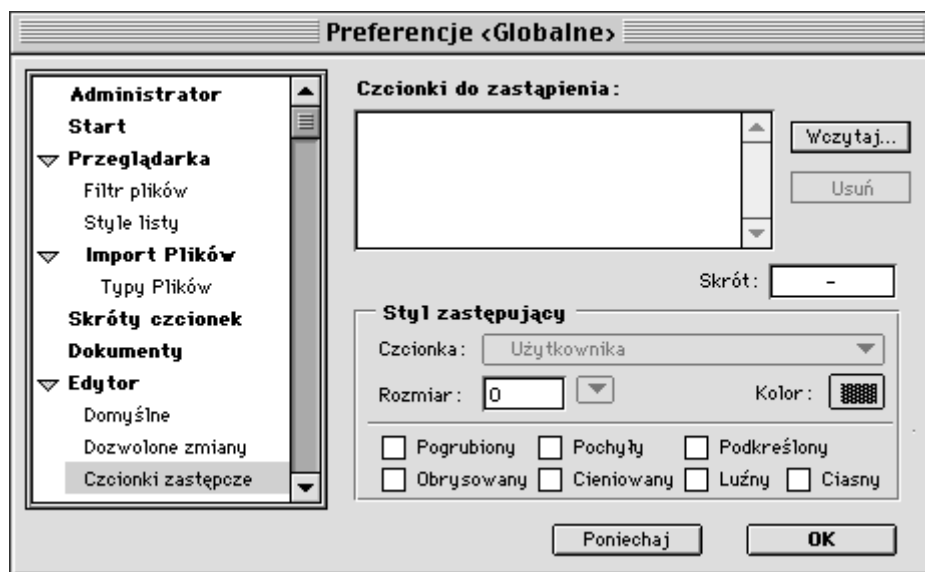 Preferencje <Globalne>
Administrator
Start
Przeglądarka
Filtr plików
Style listy
Import Plików
Typy Plików
Skróty czcionek
Dokumenty
Edytor
Domyślne
Dozwolone zmiany
Czcionki zastępcze
Czcionki do zastąpienia:
Wczytaj...
Usuń
Skrót: -
Styl zastępujący
Czcionka: Użytkownika
Rozmiar: 0 Kolor:
Pogrubiony Pochyły Podkreślony
Obrysowany Cieniowany Luźny Ciasny
Poniechaj OK